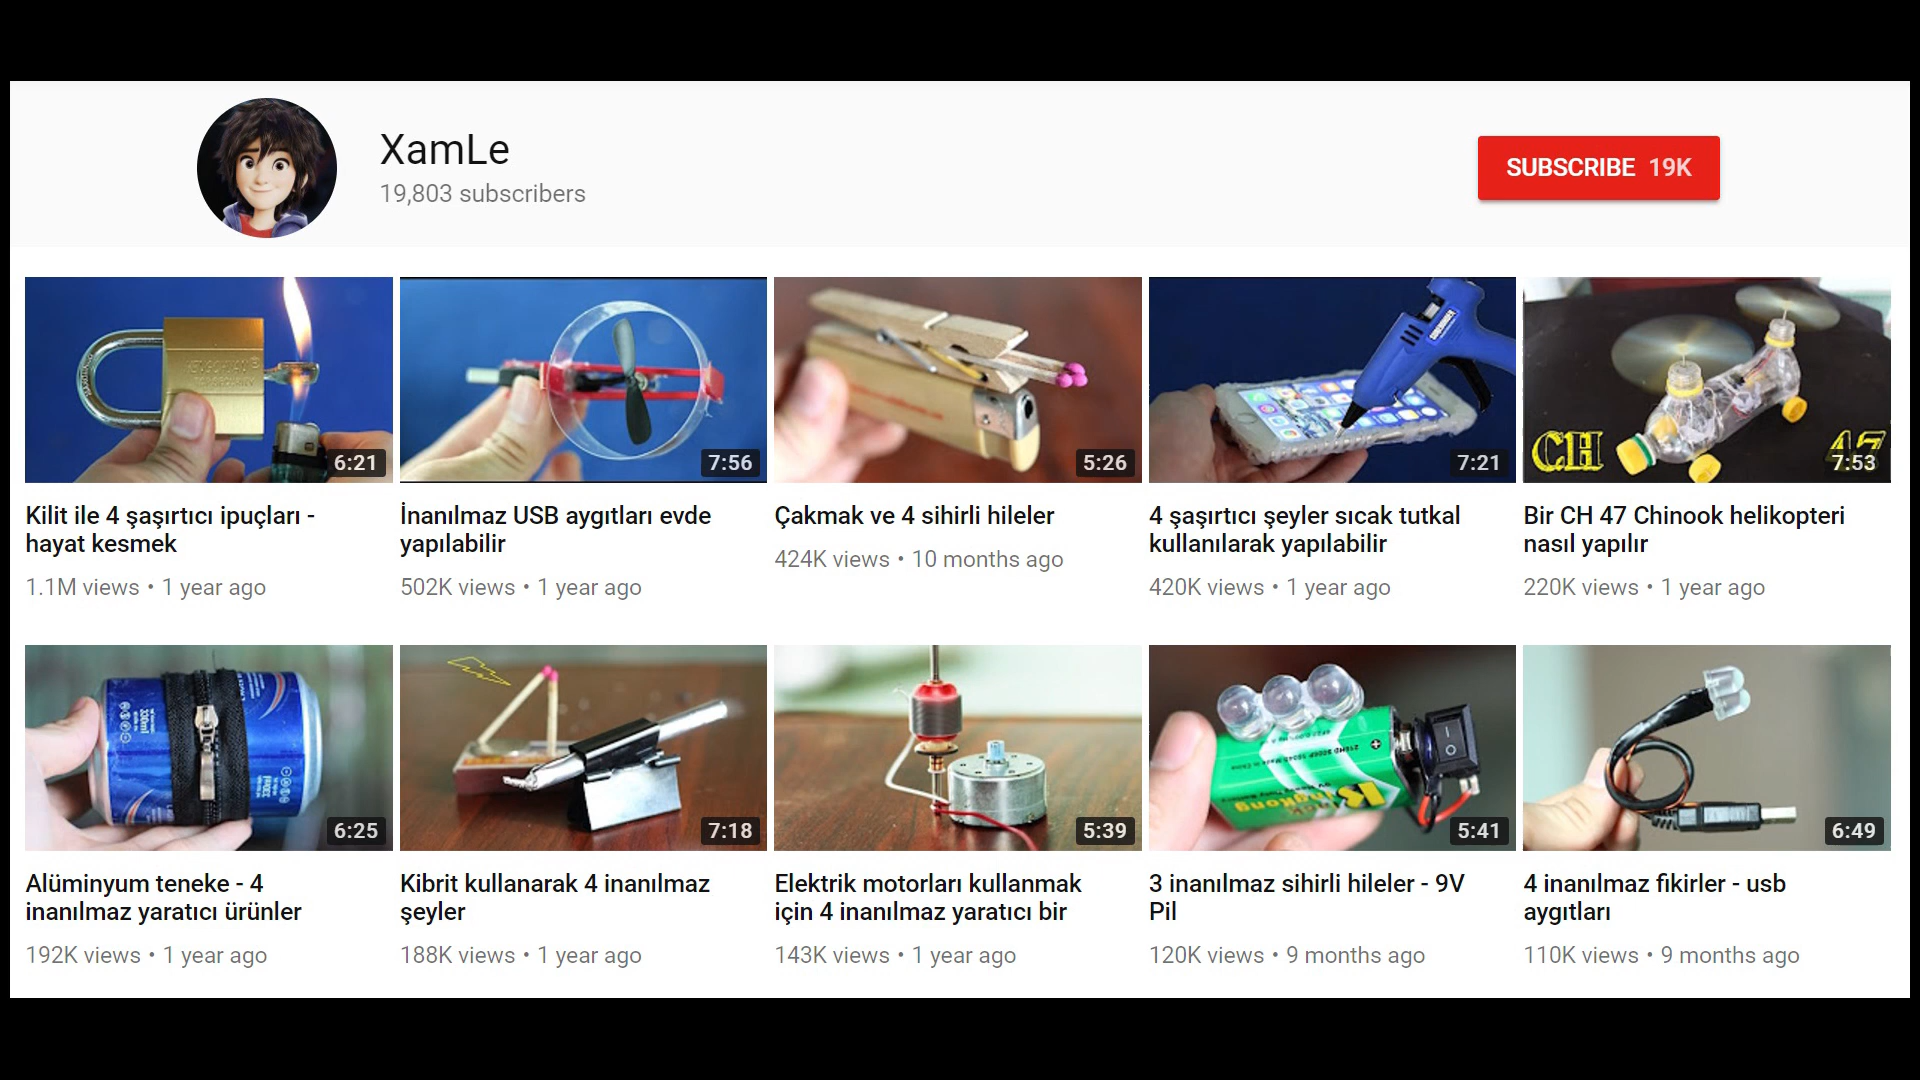 XamLe
19,803 subscribers
SUBSCRIBE 19K
6:21
7:56
5:26
7:21
CH 47
7:53
Kilit ile 4 şaşırtıcı ipuçları -
hayat kesmek
1.1M views • 1 year ago
İnanılmaz USB aygıtları evde
yapılabilir
502K views • 1 year ago
Çakmak ve 4 sihirli hileler
424K views • 10 months ago
4 şaşırtıcı şeyler sıcak tutkal
kullanılarak yapılabilir
420K views • 1 year ago
Bir CH 47 Chinook helikopteri
nasıl yapılır
220K views • 1 year ago
330ml
6:25
7:18
5:39
5:41
6:49
Alüminyum teneke - 4
inanılmaz yaratıcı ürünler
192K views • 1 year ago
Kibrit kullanarak 4 inanılmaz
şeyler
188K views • 1 year ago
Elektrik motorları kullanmak
için 4 inanılmaz yaratıcı bir
143K views • 1 year ago
3 inanılmaz sihirli hileler - 9V
Pil
120K views • 9 months ago
4 inanılmaz fikirler - usb
aygıtları
110K views • 9 months ago